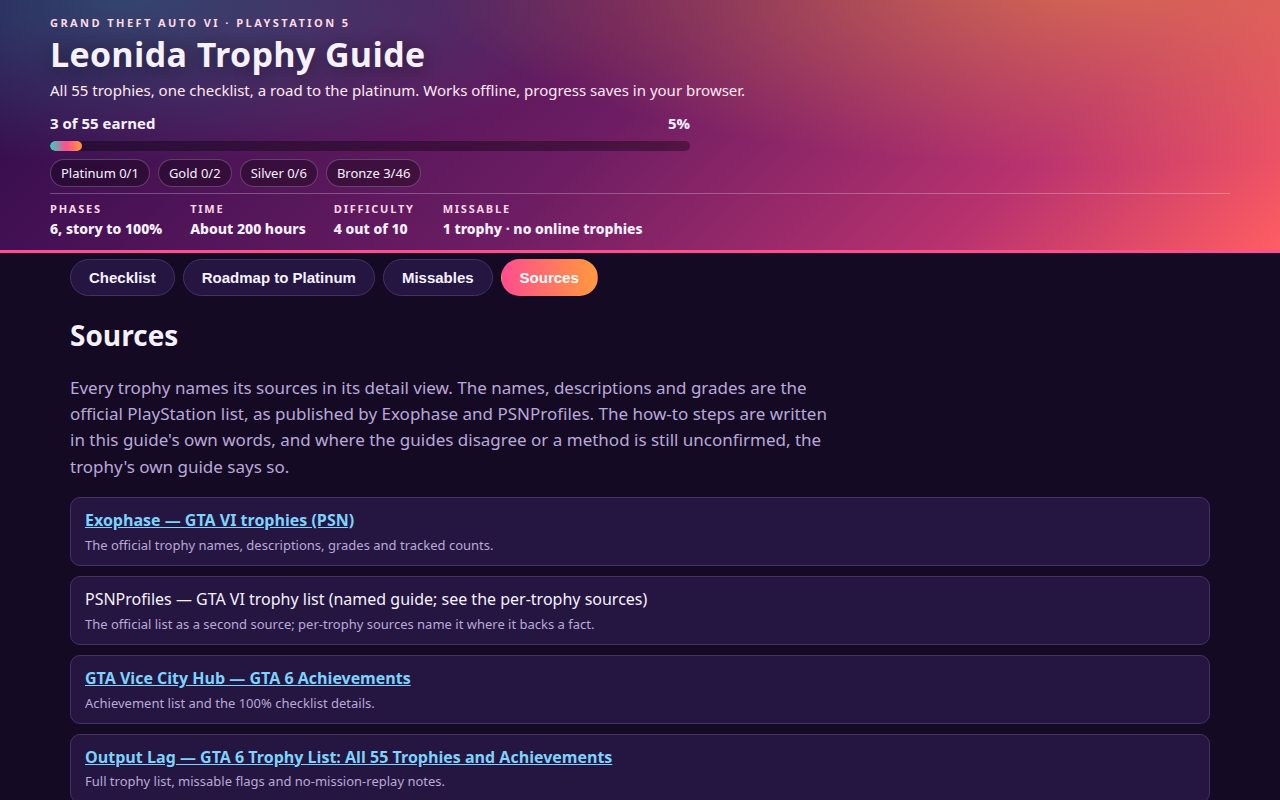 GRAND THEFT AUTO VI · PLAYSTATION 5
Leonida Trophy Guide
All 55 trophies, one checklist, a road to the platinum. Works offline, progress saves in your browser.
3 of 55 earned 5%
Platinum 0/1 Gold 0/2 Silver 0/6 Bronze 3/46
PHASES TIME DIFFICULTY MISSABLE
6, story to 100% About 200 hours 4 out of 10 1 trophy · no online trophies
Checklist Roadmap to Platinum Missables Sources
Sources
Every trophy names its sources in its detail view. The names, descriptions and grades are the
official PlayStation list, as published by Exophase and PSNProfiles. The how-to steps are written
in this guide's own words, and where the guides disagree or a method is still unconfirmed, the
trophy's own guide says so.
Exophase — GTA VI trophies (PSN)
The official trophy names, descriptions, grades and tracked counts.
PSNProfiles — GTA VI trophy list (named guide; see the per-trophy sources)
The official list as a second source; per-trophy sources name it where it backs a fact.
GTA Vice City Hub — GTA 6 Achievements
Achievement list and the 100% checklist details.
Output Lag — GTA 6 Trophy List: All 55 Trophies and Achievements
Full trophy list, missable flags and no-mission-replay notes.